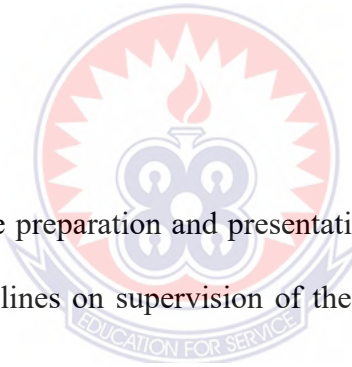 e preparation and presentati
lines on supervision of the
EDUCATION FOR SERVICE